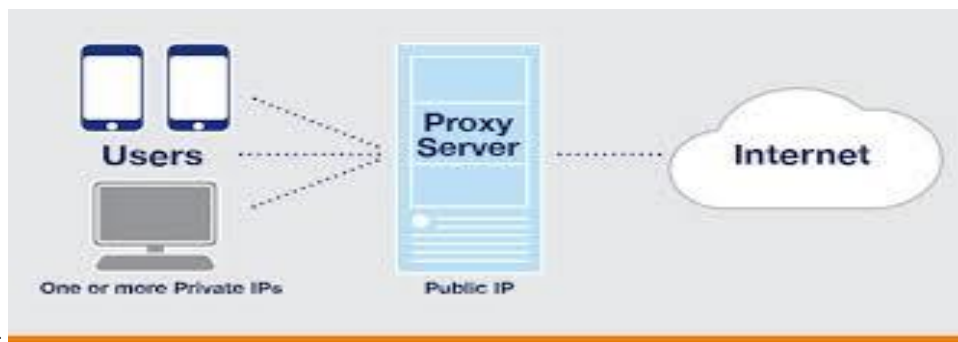 Users
One or more Private IPs
Proxy
Server
Public IP
Internet